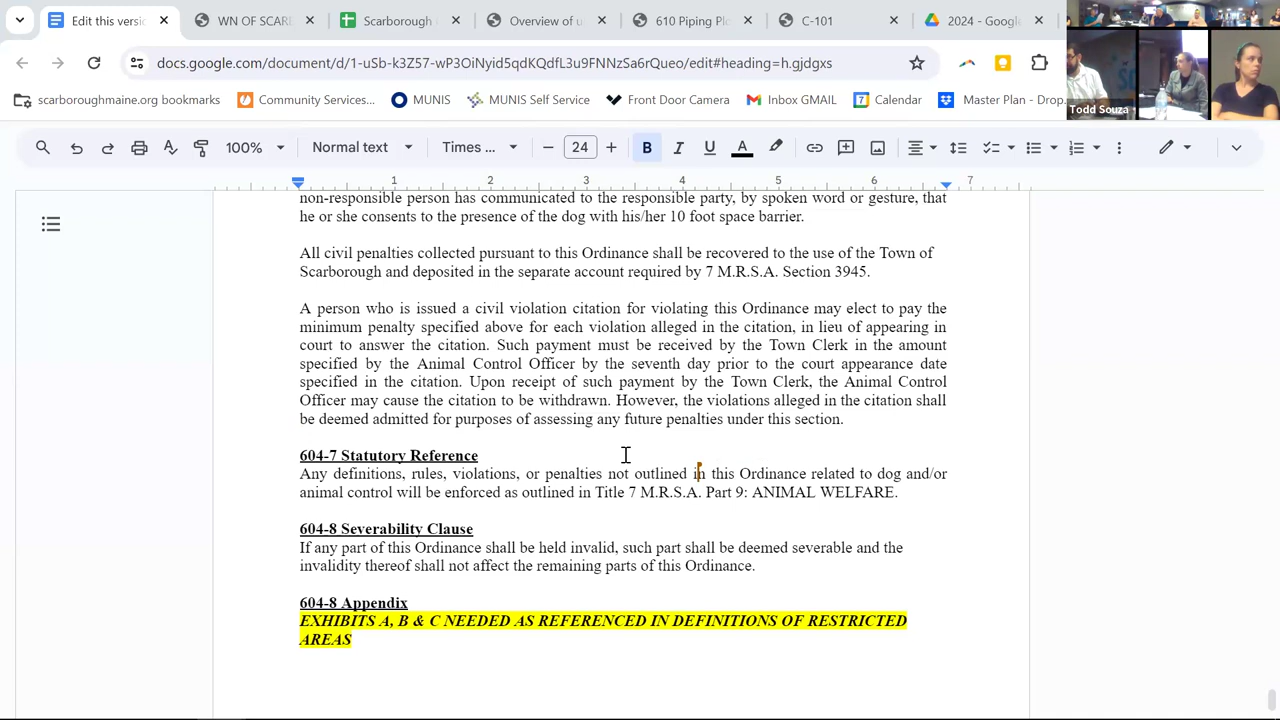 Edit this versio
WN OF SCARL
Scarborough
Overview of
610 Piping Plo
C-101
2024 - Google
docs.google.com/document/d/1-uSb-k3Z57-wP3OiNyid5qdKQdfL3u9FNNzSa6rQueo/edit#heading=h.gjdgxs
scarboroughmaine.org bookmarks
Community Services...
MUNIS
MUNIS Self Service
Front Door Camera
Inbox GMAIL
Calendar
Master Plan - Drop...
Todd Souza
100%
Normal text
Times ...
24
B I U A
1 2 3 4 5 6 7
non-responsible person has communicated to the responsible party, by spoken word or gesture, that
he or she consents to the presence of the dog with his/her 10 foot space barrier.
All civil penalties collected pursuant to this Ordinance shall be recovered to the use of the Town of
Scarborough and deposited in the separate account required by 7 M.R.S.A. Section 3945.
A person who is issued a civil violation citation for violating this Ordinance may elect to pay the
minimum penalty specified above for each violation alleged in the citation, in lieu of appearing in
court to answer the citation. Such payment must be received by the Town Clerk in the amount
specified by the Animal Control Officer by the seventh day prior to the court appearance date
specified in the citation. Upon receipt of such payment by the Town Clerk, the Animal Control
Officer may cause the citation to be withdrawn. However, the violations alleged in the citation shall
be deemed admitted for purposes of assessing any future penalties under this section.
604-7 Statutory Reference
Any definitions, rules, violations, or penalties not outlined in this Ordinance related to dog and/or
animal control will be enforced as outlined in Title 7 M.R.S.A. Part 9: ANIMAL WELFARE.
604-8 Severability Clause
If any part of this Ordinance shall be held invalid, such part shall be deemed severable and the
invalidity thereof shall not affect the remaining parts of this Ordinance.
604-8 Appendix
EXHIBITS A, B & C NEEDED AS REFERENCED IN DEFINITIONS OF RESTRICTED
AREAS